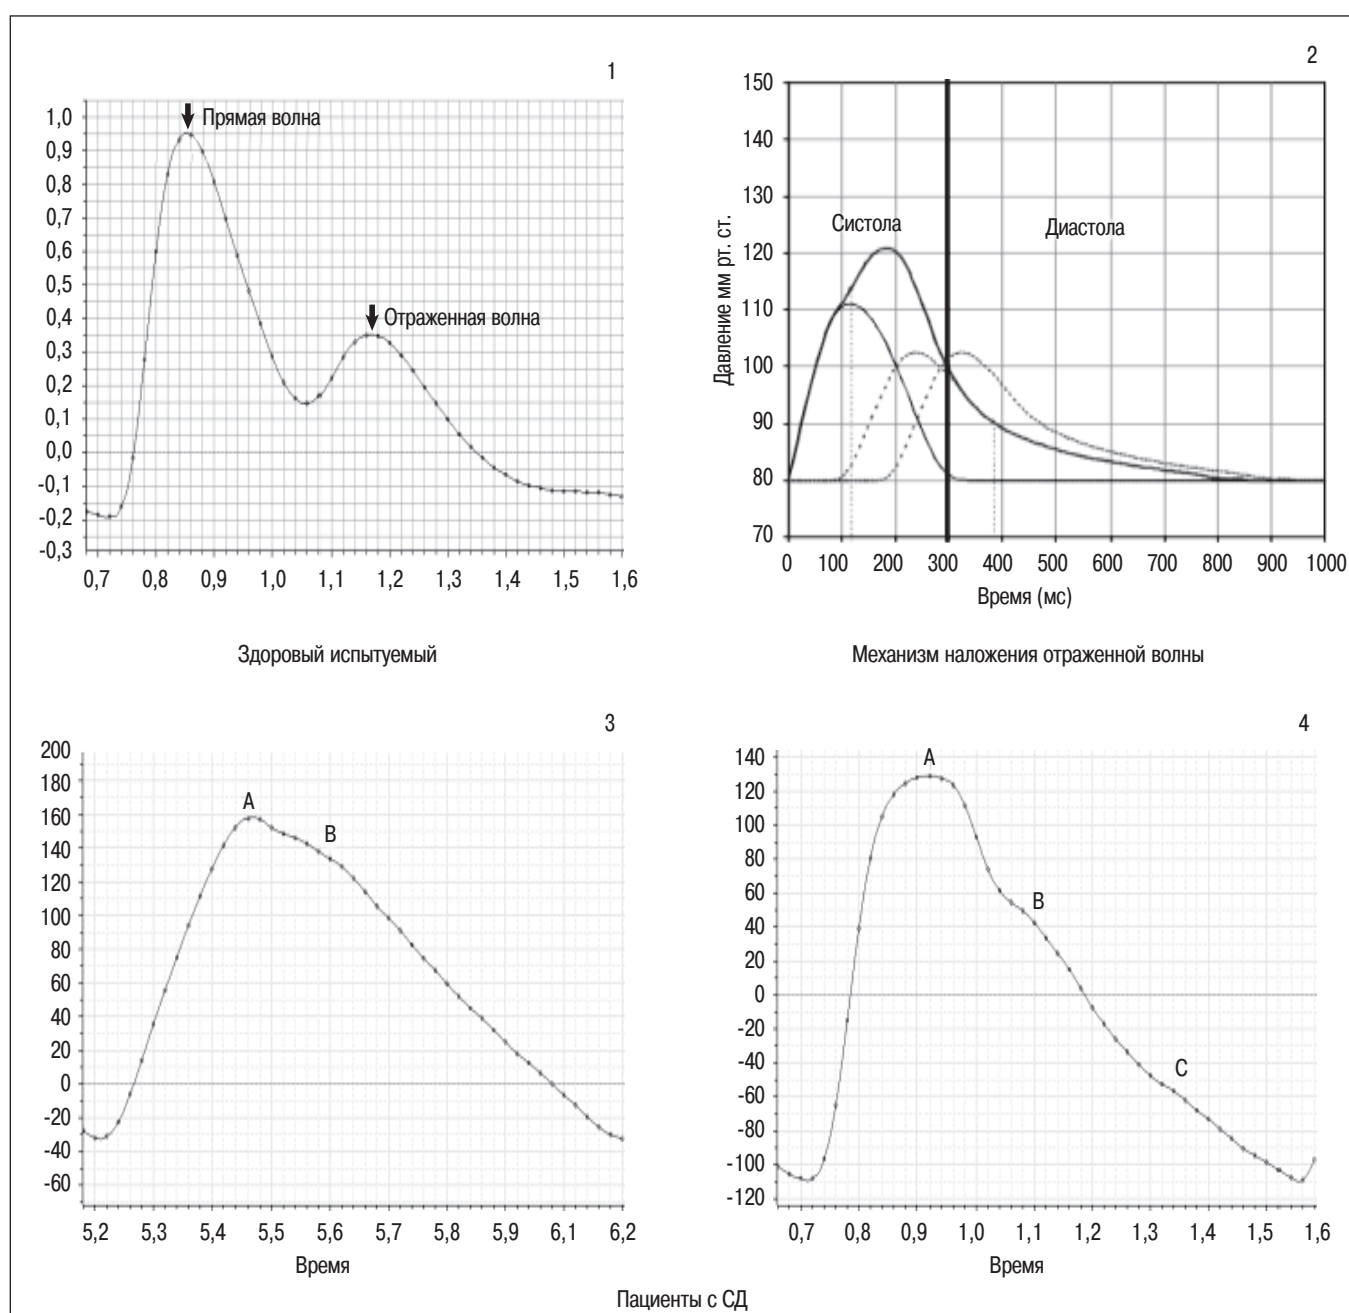 1
1,0
0,9
0,8
0,7
0,6
0,5
0,4
0,3
0,2
0,1
0,0
-0,1
-0,2
-0,3
Прямая волна
Отраженная волна
0,7 0,8 0,9 1,0 1,1 1,2 1,3 1,4 1,5 1,6
Здоровый испытуемый
2
Давление мм рт. ст.
150
140
130
120
110
100
90
80
70
Систола
Диастола
0 100 200 300 400 500 600 700 800 900 1000
Время (мс)
Механизм наложения отраженной волны
3
200
180
160
140
120
100
80
60
40
20
0
-20
-40
-60
A
B
5,2 5,3 5,4 5,5 5,6 5,7 5,8 5,9 6,1 6,2
Время
4
140
120
100
80
60
40
20
0
-20
-40
-60
-80
-100
-120
A
B
C
0,7 0,8 0,9 1,0 1,1 1,2 1,3 1,4 1,5 1,6
Время
Пациенты с СД